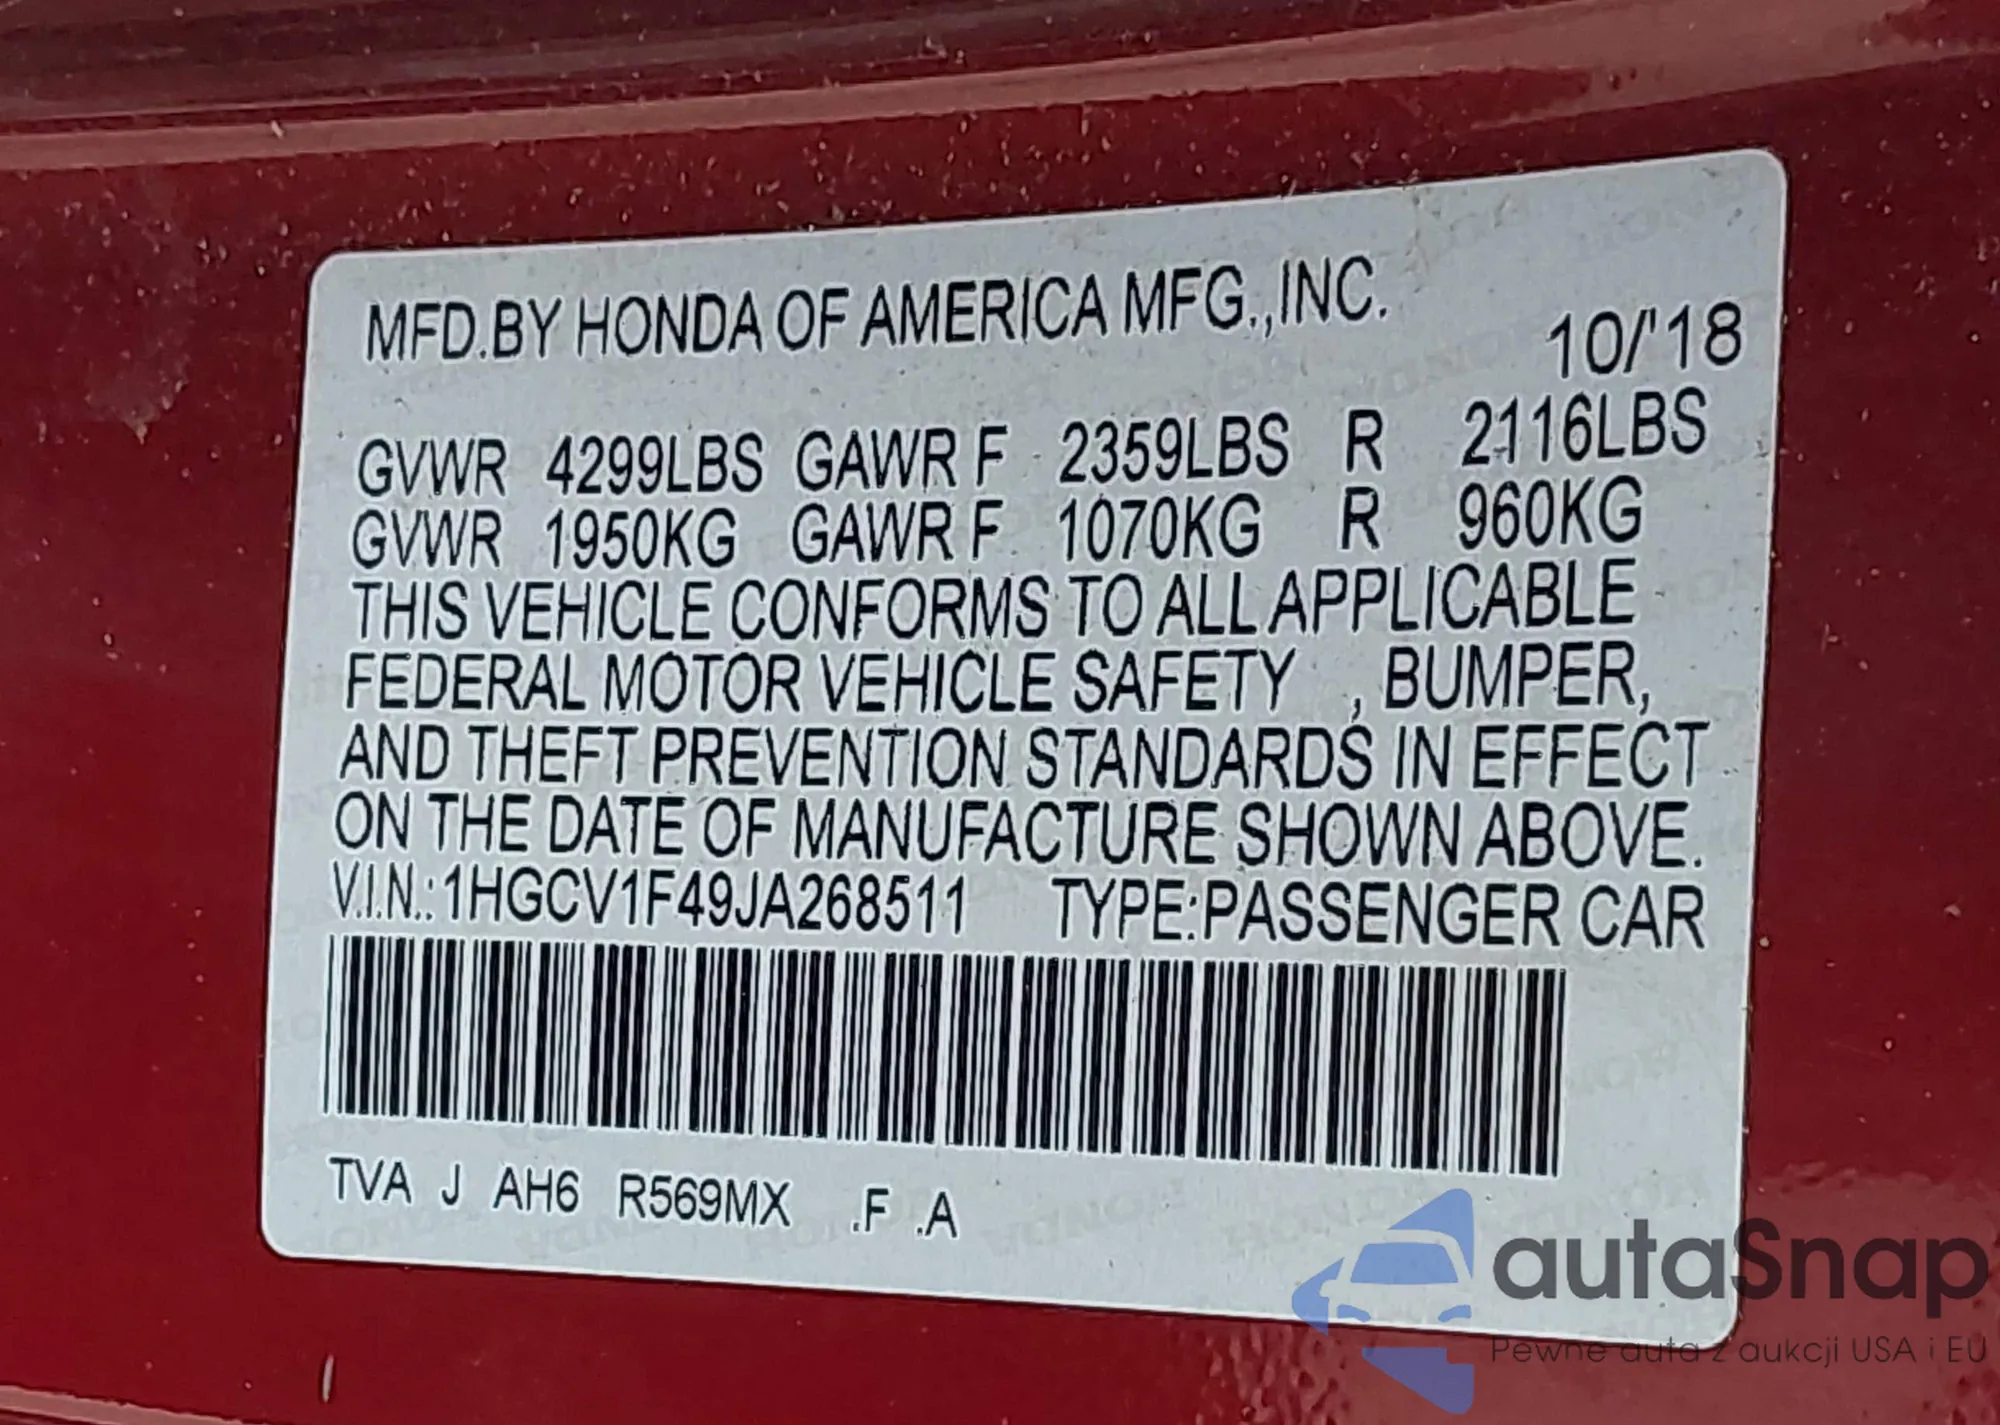 MFD.BY HONDA OF AMERICA MFG.,INC.
10/'18
GVWR 4299LBS GAWR F 2359LBS R 2116LBS
GVWR 1950KG GAWR F 1070KG R 960KG
THIS VEHICLE CONFORMS TO ALL APPLICABLE
FEDERAL MOTOR VEHICLE SAFETY , BUMPER,
AND THEFT PREVENTION STANDARDS IN EFFECT
ON THE DATE OF MANUFACTURE SHOWN ABOVE.
V.I.N.:1HGCV1F49JA268511 TYPE:PASSENGER CAR
TVA J AH6 R569MX .F .A
autaSnap
Pewne auta z aukcji USA i EU